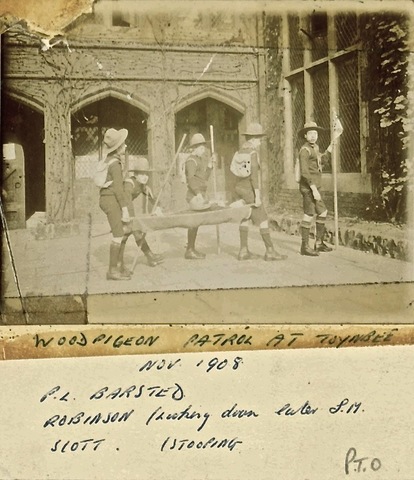 WOODPIGEON PATROL AT TOYNBEE
NOV 1908
P.L. BARSTED
ROBINSON (Looking down later S.M.
SCOTT. (STOOPING
P.T.O